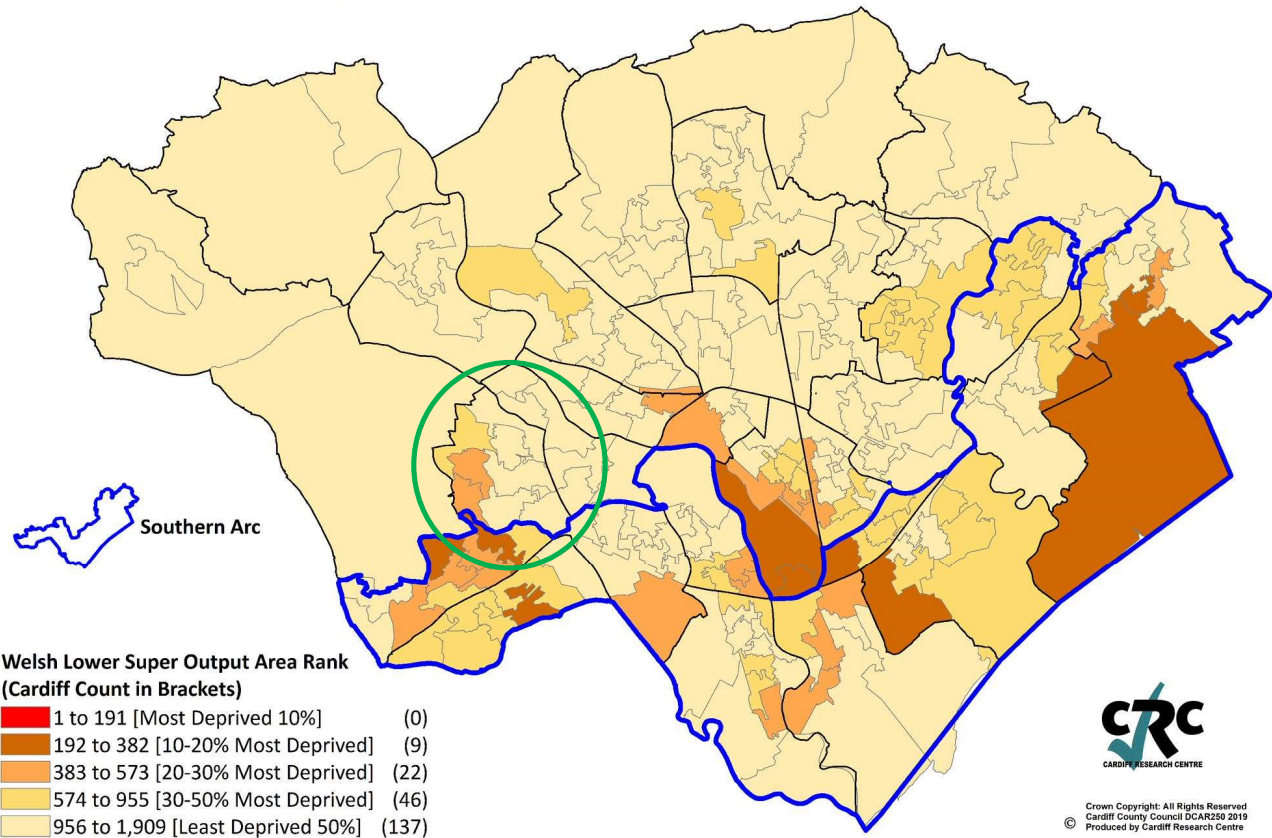 Southern Arc
Welsh Lower Super Output Area Rank
(Cardiff Count in Brackets)
1 to 191 [Most Deprived 10%] (0)
192 to 382 [10-20% Most Deprived] (9)
383 to 573 [20-30% Most Deprived] (22)
574 to 955 [30-50% Most Deprived] (46)
956 to 1,909 [Least Deprived 50%] (137)
CRC
CARDIFF RESEARCH CENTRE
Crown Copyright: All Rights Reserved
Cardiff County Council DCAR250 2019
© Produced by Cardiff Research Centre